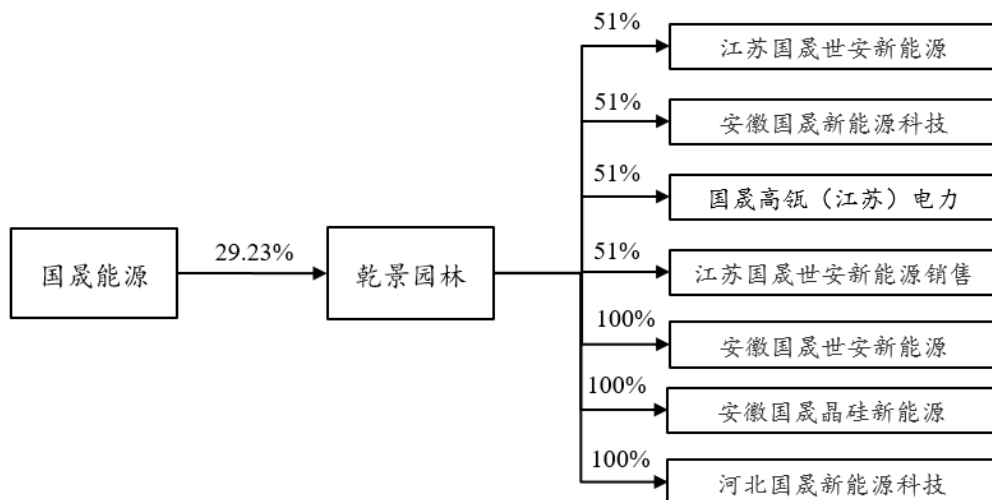 51%
江苏国晟世安新能源
51%
安徽国晟新能源科技
51%
国晟高瓴（江苏）电力
国晟能源
29.23%
乾景园林
51%
江苏国晟世安新能源销售
100%
安徽国晟世安新能源
100%
安徽国晟晶硅新能源
100%
河北国晟新能源科技